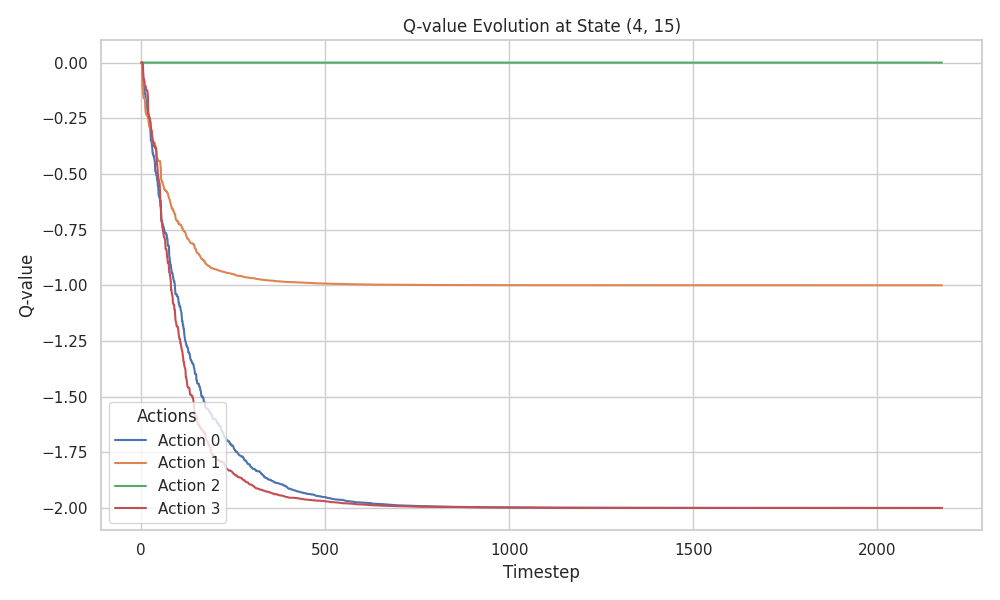 Q-value Evolution at State (4, 15)
0.00
−0.25
−0.50
−0.75
−1.00
−1.25
−1.50
−1.75
−2.00
Q-value
Actions
Action 0
Action 1
Action 2
Action 3
0
500
1000
1500
2000
Timestep